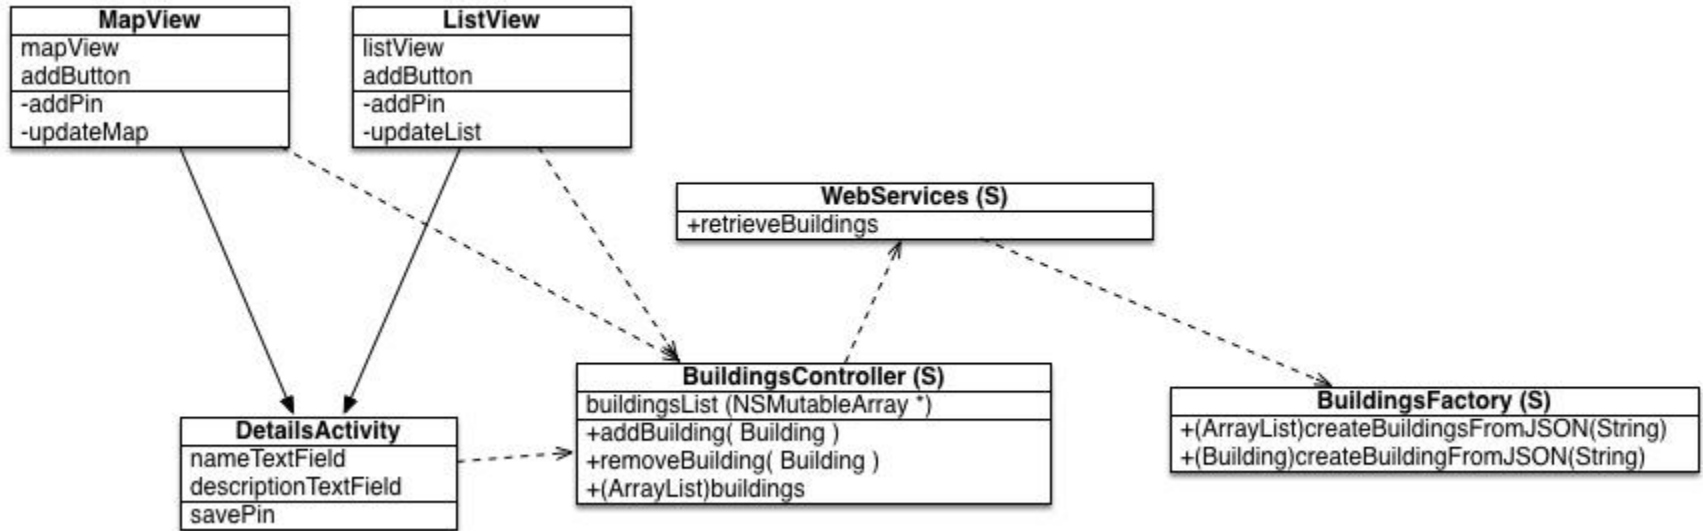 MapView
mapView
addButton
-addPin
-updateMap
ListView
listView
addButton
-addPin
-updateList
WebServices (S)
+retrieveBuildings
DetailsActivity
nameTextField
descriptionTextField
savePin
BuildingsController (S)
buildingsList (NSMutableArray *)
+addBuilding( Building )
+removeBuilding( Building )
+(ArrayList)buildings
BuildingsFactory (S)
+(ArrayList)createBuildingsFromJSON(String)
+(Building)createBuildingFromJSON(String)